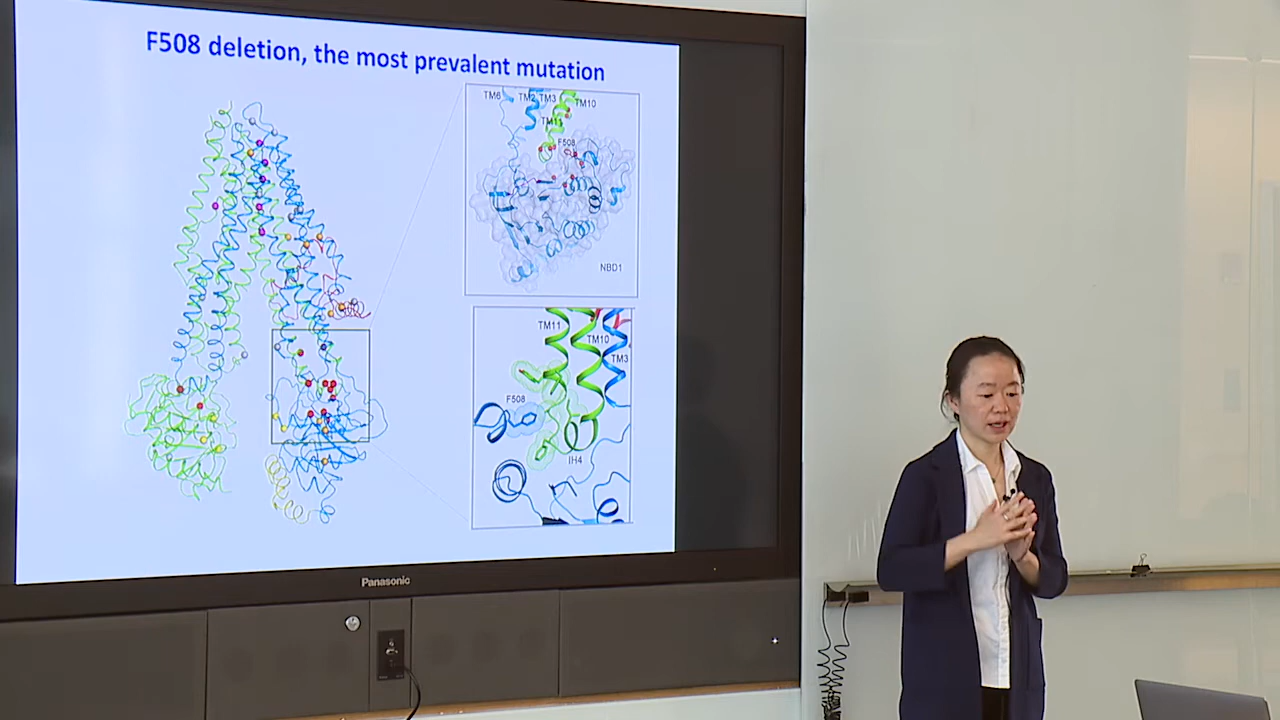 F508 deletion, the most prevalent mutation
TM6 TM2 TM3 TM10
TM11
F508
NBD1
TM11
TM10
TM3
F508
IH4
Panasonic